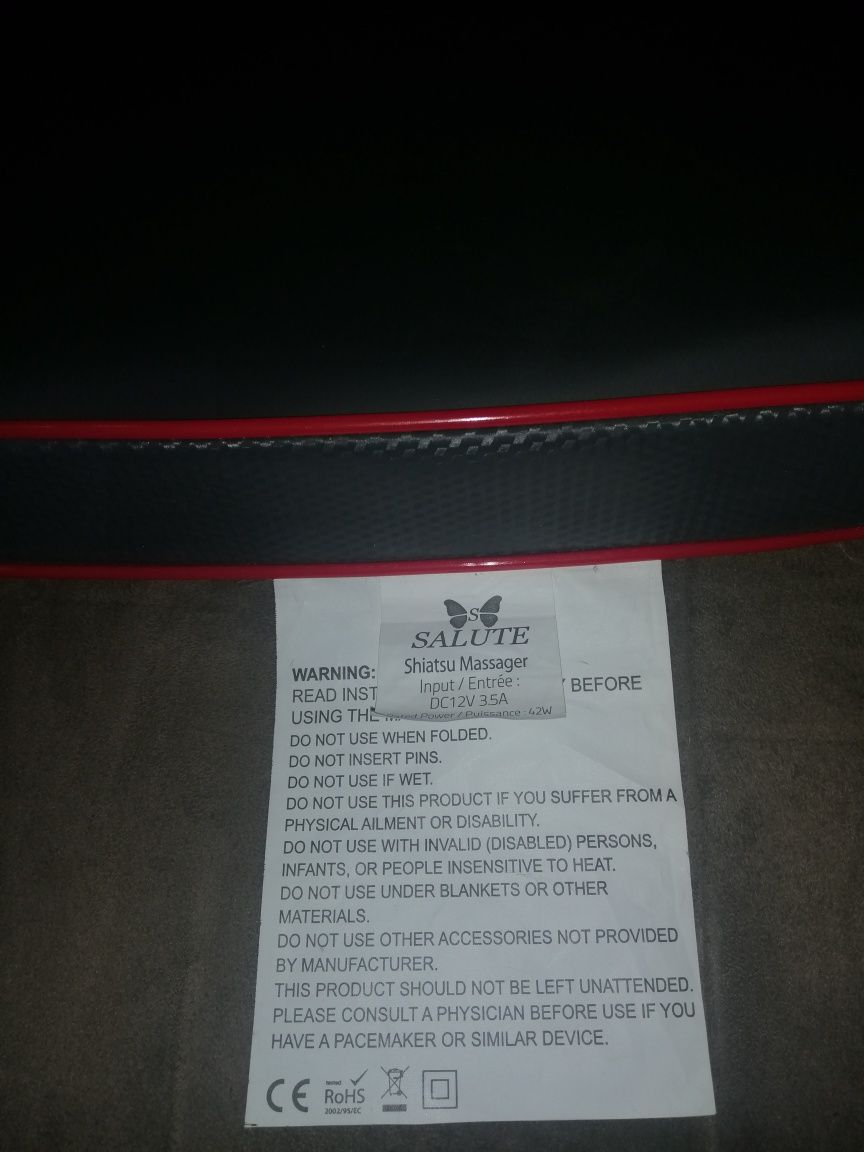 S
SALUTE
Shiatsu Massager
Input / Entrée :
DC12V 3.5A
Power / Puissance : 42W
WARNING:
READ INST BEFORE
USING THE
DO NOT USE WHEN FOLDED.
DO NOT INSERT PINS.
DO NOT USE IF WET.
DO NOT USE THIS PRODUCT IF YOU SUFFER FROM A
PHYSICAL AILMENT OR DISABILITY.
DO NOT USE WITH INVALID (DISABLED) PERSONS,
INFANTS, OR PEOPLE INSENSITIVE TO HEAT.
DO NOT USE UNDER BLANKETS OR OTHER
MATERIALS.
DO NOT USE OTHER ACCESSORIES NOT PROVIDED
BY MANUFACTURER.
THIS PRODUCT SHOULD NOT BE LEFT UNATTENDED.
PLEASE CONSULT A PHYSICIAN BEFORE USE IF YOU
HAVE A PACEMAKER OR SIMILAR DEVICE.
CE
tested
RoHS
2002/95/EC